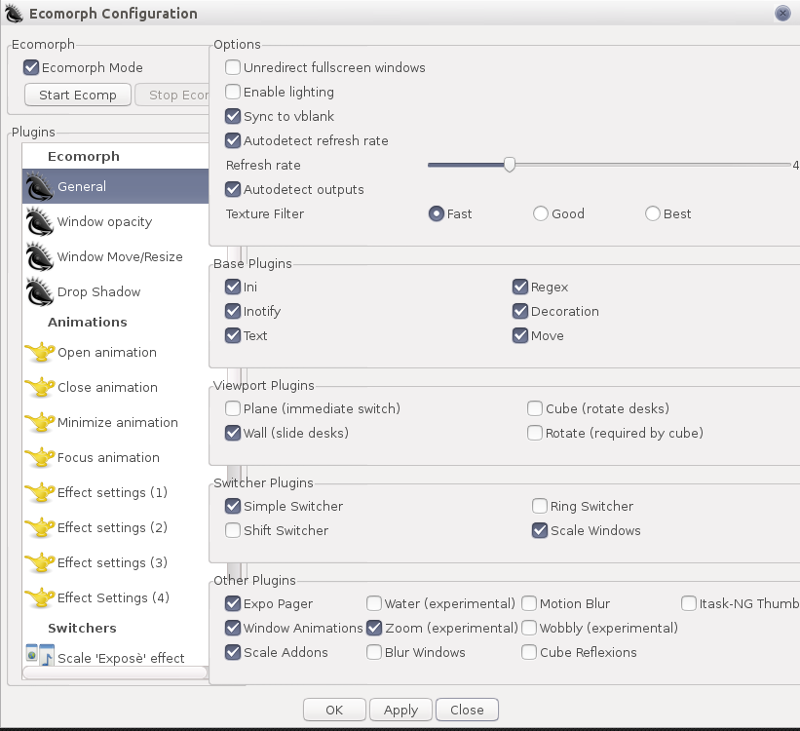 Ecomorph Configuration
Ecomorph
Ecomorph Mode
Start Ecomp
Stop Ecor
Plugins
Ecomorph
General
Window opacity
Window Move/Resize
Drop Shadow
Animations
Open animation
Close animation
Minimize animation
Focus animation
Effect settings (1)
Effect settings (2)
Effect settings (3)
Effect Settings (4)
Switchers
Scale 'Exposè' effect
Options
Unredirect fullscreen windows
Enable lighting
Sync to vblank
Autodetect refresh rate
Refresh rate 4
Autodetect outputs
Texture Filter Fast Good Best
Base Plugins
Ini Regex
Inotify Decoration
Text Move
Viewport Plugins
Plane (immediate switch) Cube (rotate desks)
Wall (slide desks) Rotate (required by cube)
Switcher Plugins
Simple Switcher Ring Switcher
Shift Switcher Scale Windows
Other Plugins
Expo Pager Water (experimental) Motion Blur Itask-NG Thumb
Window Animations Zoom (experimental) Wobbly (experimental)
Scale Addons Blur Windows Cube Reflexions
OK Apply Close